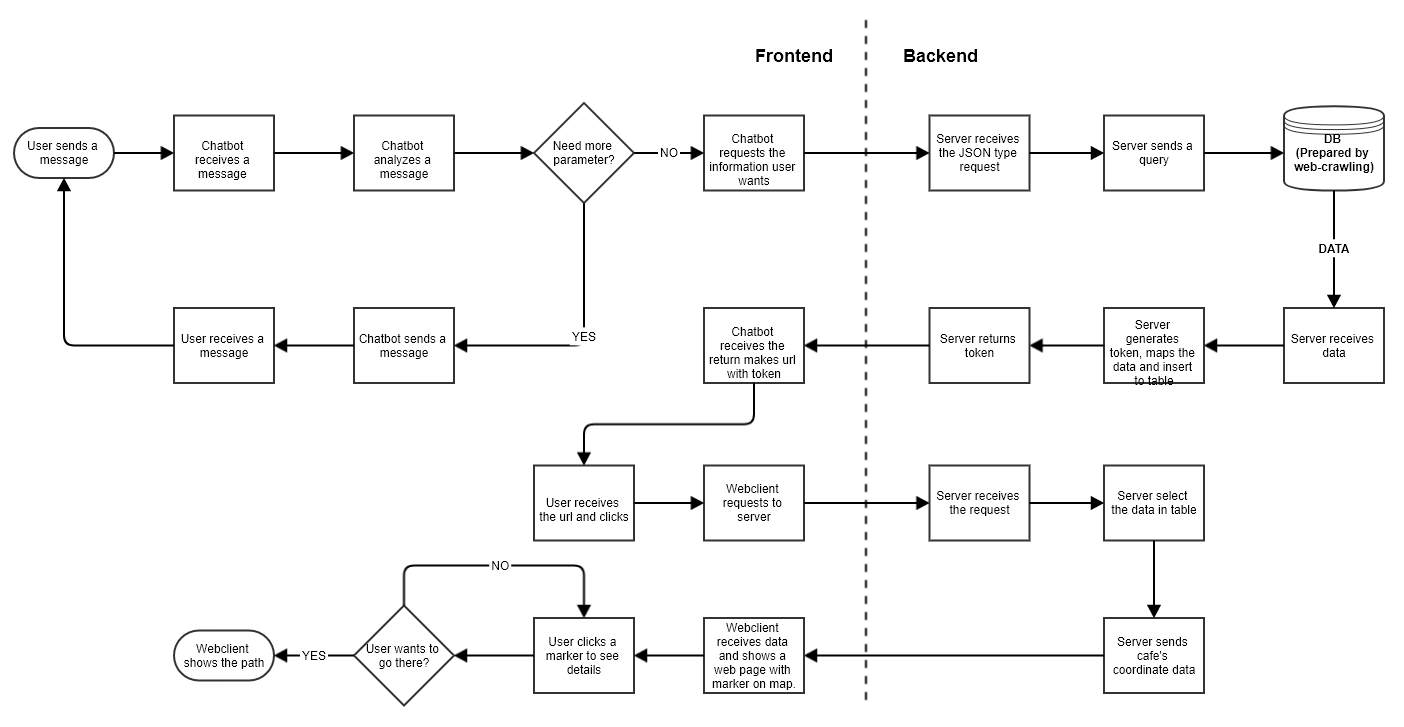 Frontend
Backend
User sends a
message
Chatbot
receives a
message
Chatbot
analyzes a
message
Need more
parameter?
NO
Chatbot
requests the
information user
wants
Server receives
the JSON type
request
Server sends a
query
DB
(Prepared by
web-crawling)
DATA
YES
User receives a
message
Chatbot sends a
message
Chatbot
receives the
return makes url
with token
Server returns
token
Server
generates
token, maps the
data and insert
to table
Server receives
data
User receives
the url and clicks
Webclient
requests to
server
Server receives
the request
Server select
the data in table
NO
Webclient
shows the path
YES
User wants to
go there?
User clicks a
marker to see
details
Webclient
receives data
and shows a
web page with
marker on map.
Server sends
cafe's
coordinate data